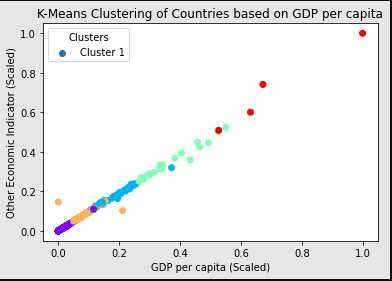 K-Means Clustering of Countries based on GDP per capita
1.0
0.8
0.6
0.4
0.2
0.0
Other Economic Indicator (Scaled)
Clusters
Cluster 1
0.0 0.2 0.4 0.6 0.8 1.0
GDP per capita (Scaled)